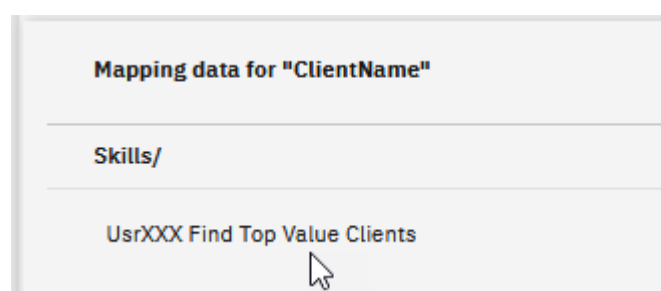 Mapping data for "ClientName"
Skills/
UsrXXX Find Top Value Clients